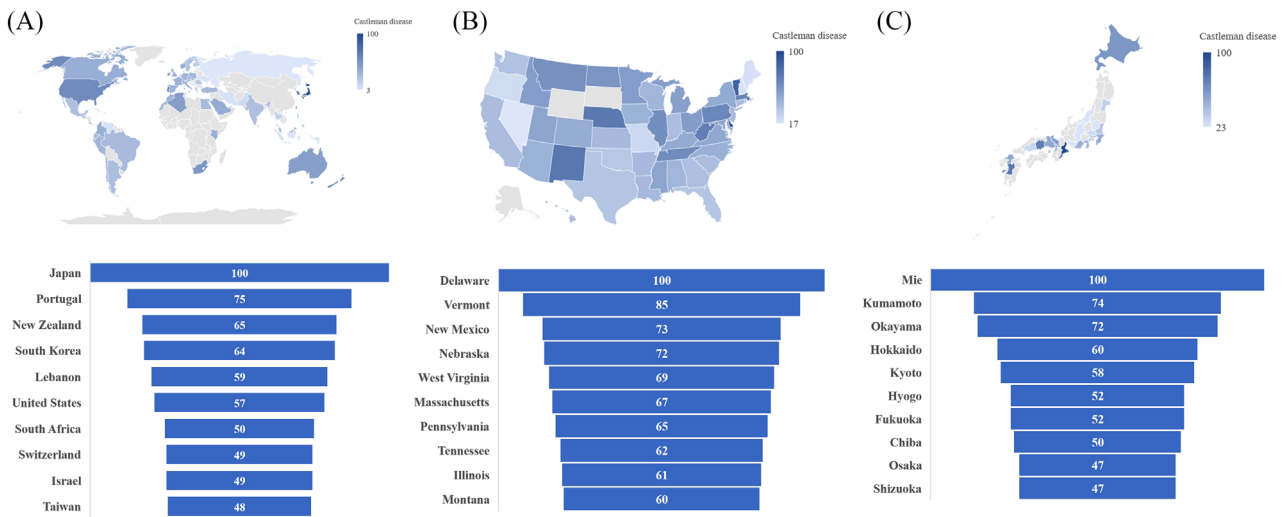 (A)
Castleman disease
100
3
(B)
Castleman disease
100
17
(C)
Castleman disease
100
23
Japan 100
Portugal 75
New Zealand 65
South Korea 64
Lebanon 59
United States 57
South Africa 50
Switzerland 49
Israel 49
Taiwan 48
Delaware 100
Vermont 85
New Mexico 73
Nebraska 72
West Virginia 69
Massachusetts 67
Pennsylvania 65
Tennessee 62
Illinois 61
Montana 60
Mie 100
Kumamoto 74
Okayama 72
Hokkaido 60
Kyoto 58
Hyogo 52
Fukuoka 52
Chiba 50
Osaka 47
Shizuoka 47